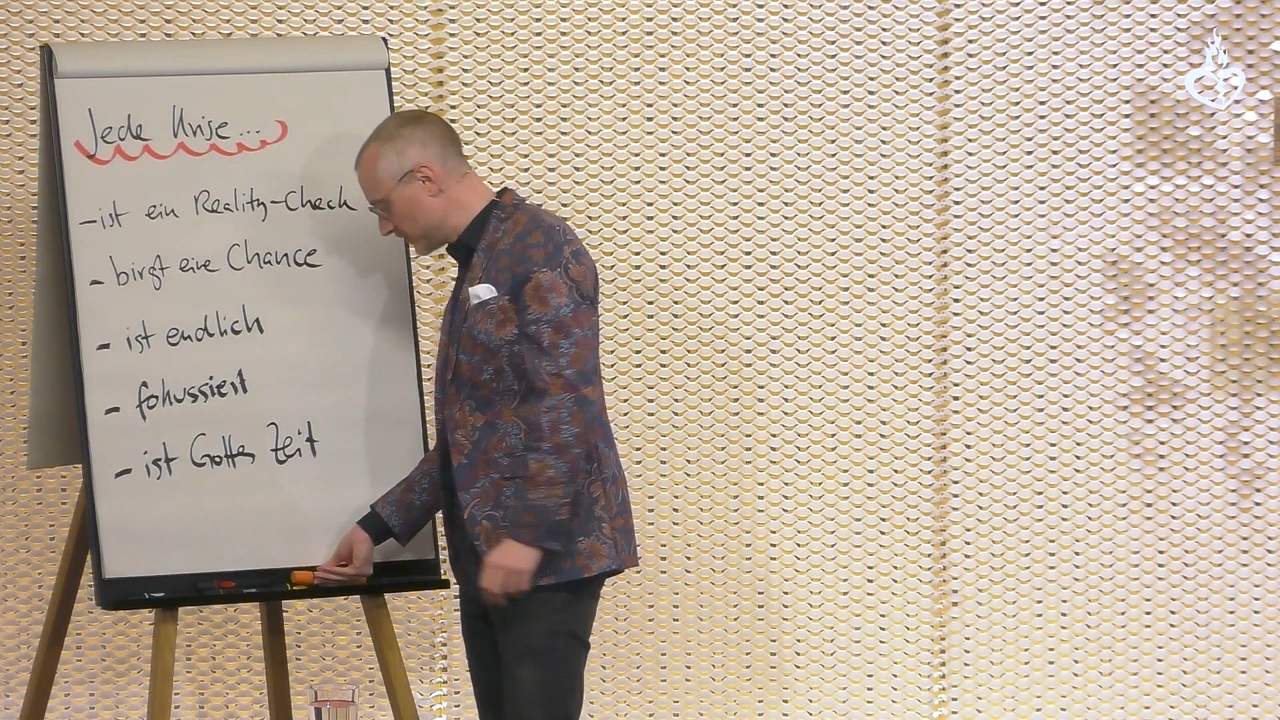 Jede Krise...
- ist ein Reality-Check
- birgt eine Chance
- ist endlich
- fokussiert
- ist Gottes Zeit